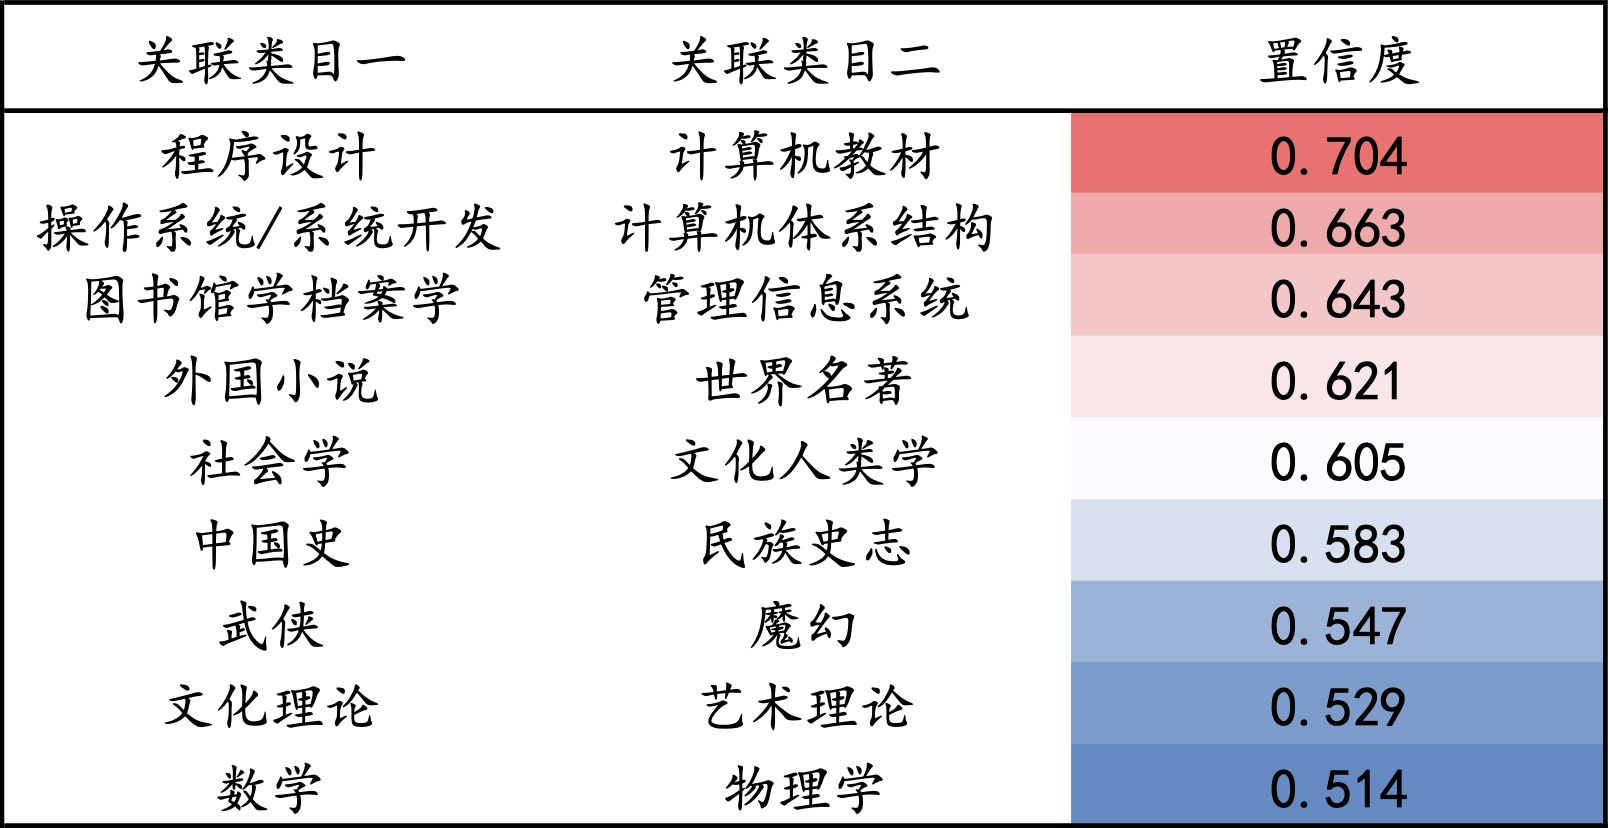 关联类目一 关联类目二 置信度
程序设计 计算机教材 0.704
操作系统/系统开发 计算机体系结构 0.663
图书馆学档案学 管理信息系统 0.643
外国小说 世界名著 0.621
社会学 文化人类学 0.605
中国史 民族史志 0.583
武侠 魔幻 0.547
文化理论 艺术理论 0.529
数学 物理学 0.514